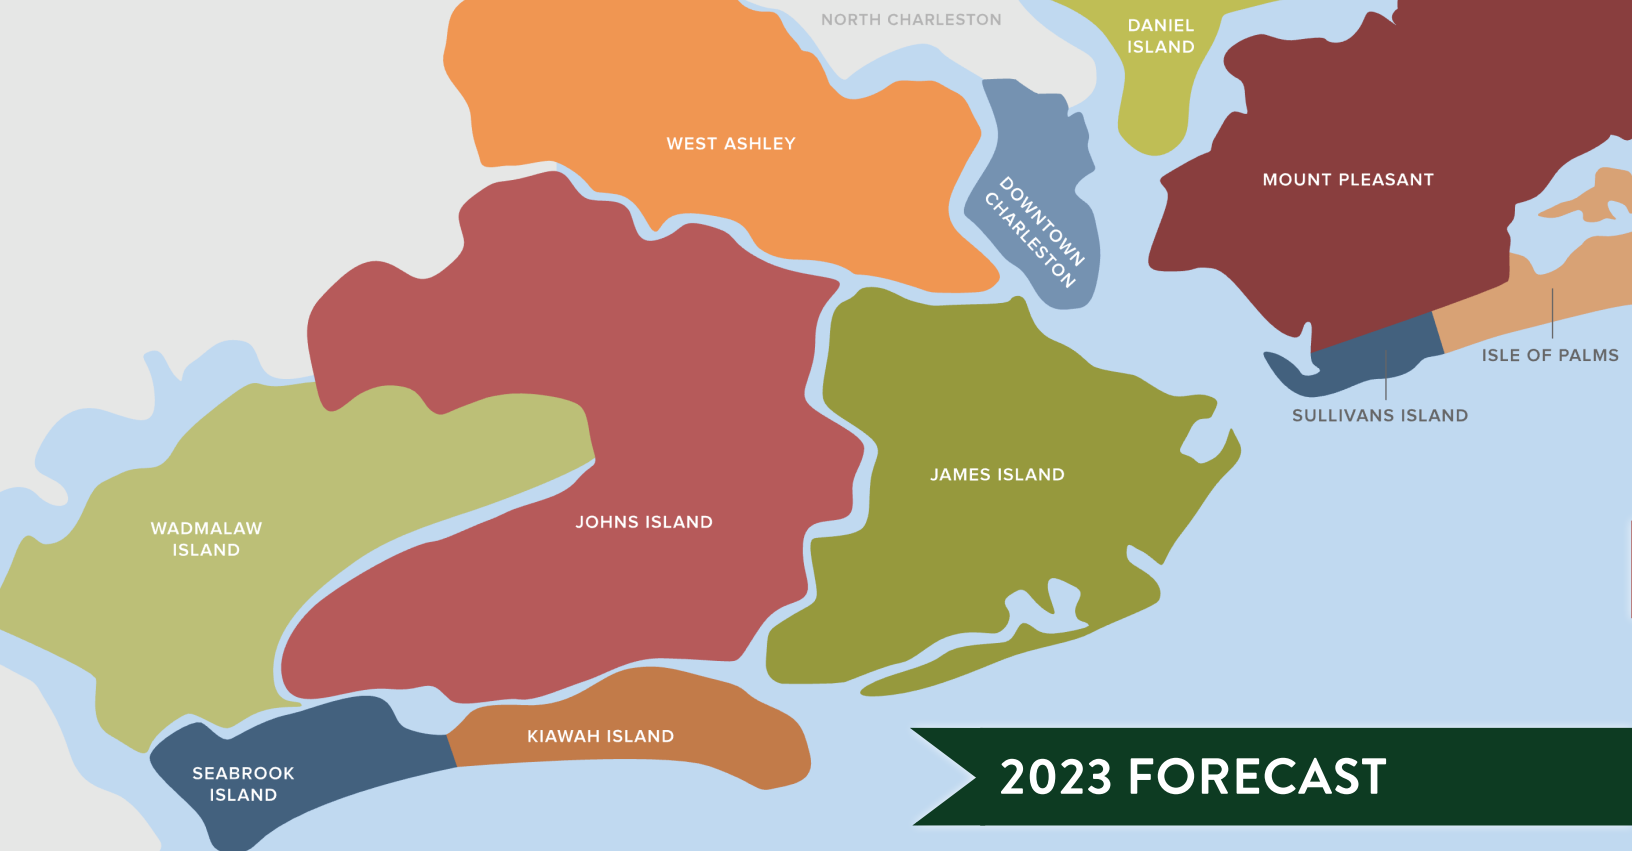 NORTH CHARLESTON
DANIEL
ISLAND
WEST ASHLEY
MOUNT PLEASANT
DOWNTOWN
CHARLESTON
ISLE OF PALMS
SULLIVANS ISLAND
JAMES ISLAND
JOHNS ISLAND
WADMALAW
ISLAND
KIAWAH ISLAND
SEABROOK
ISLAND
2023 FORECAST